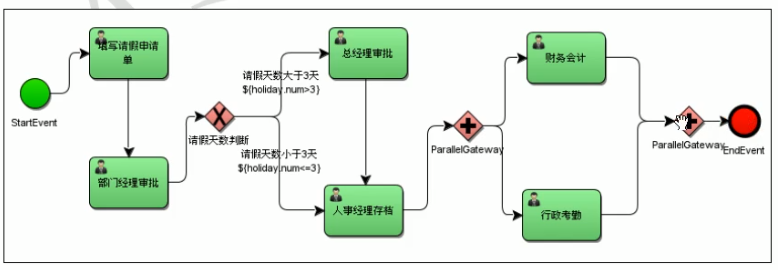 StartEvent
填写请假申请
单
部门经理审批
请假天数判断
请假天数大于3天
${holiday.num>3}
请假天数小于3天
${holiday.num<=3}
总经理审批
人事经理存档
ParallelGateway
财务会计
行政考勤
ParallelGateway
EndEvent